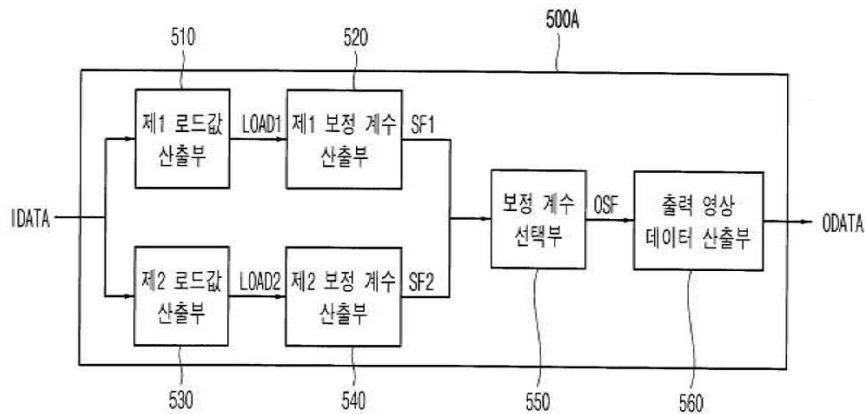 510
520
500A
제1 로드값
산출부
LOAD1
제1 보정 계수
산출부
SF1
IDATA
보정 계수
선택부
OSF
출력 영상
데이터 산출부
ODATA
제2 로드값
산출부
LOAD2
제2 보정 계수
산출부
SF2
530
540
550
560